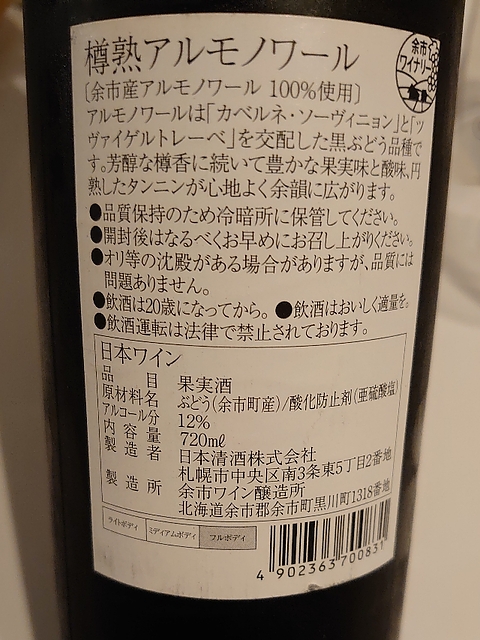 樽熟アルモノワール
余市
ワイナリー
〔余市産アルモノワール 100%使用〕
アルモノワールは「カベルネ・ソーヴィニョン」と「ツ
ヴァイゲルトレーベ」を交配した黒ぶどう品種で
す。芳醇な樽香に続いて豊かな果実味と酸味、円
熟したタンニンが心地よく余韻に広がります。
●品質保持のため冷暗所に保管してください。
●開封後はなるべくお早めにお召し上がりください。
●オリ等の沈殿がある場合がありますが、品質には
問題ありません。
●飲酒は20歳になってから。 ●飲酒はおいしく適量を。
●飲酒運転は法律で禁止されております。
日本ワイン
品目 果実酒
原材料名 ぶどう(余市町産)/酸化防止剤(亜硫酸塩)
アルコール分 12%
内容量 720mℓ
製造者 日本清酒株式会社
札幌市中央区南3条東5丁目2番地
製造所 余市ワイン醸造所
北海道余市郡余市町黒川町1318番地
ライトボディ ミディアムボディ フルボディ
4 902363 700831